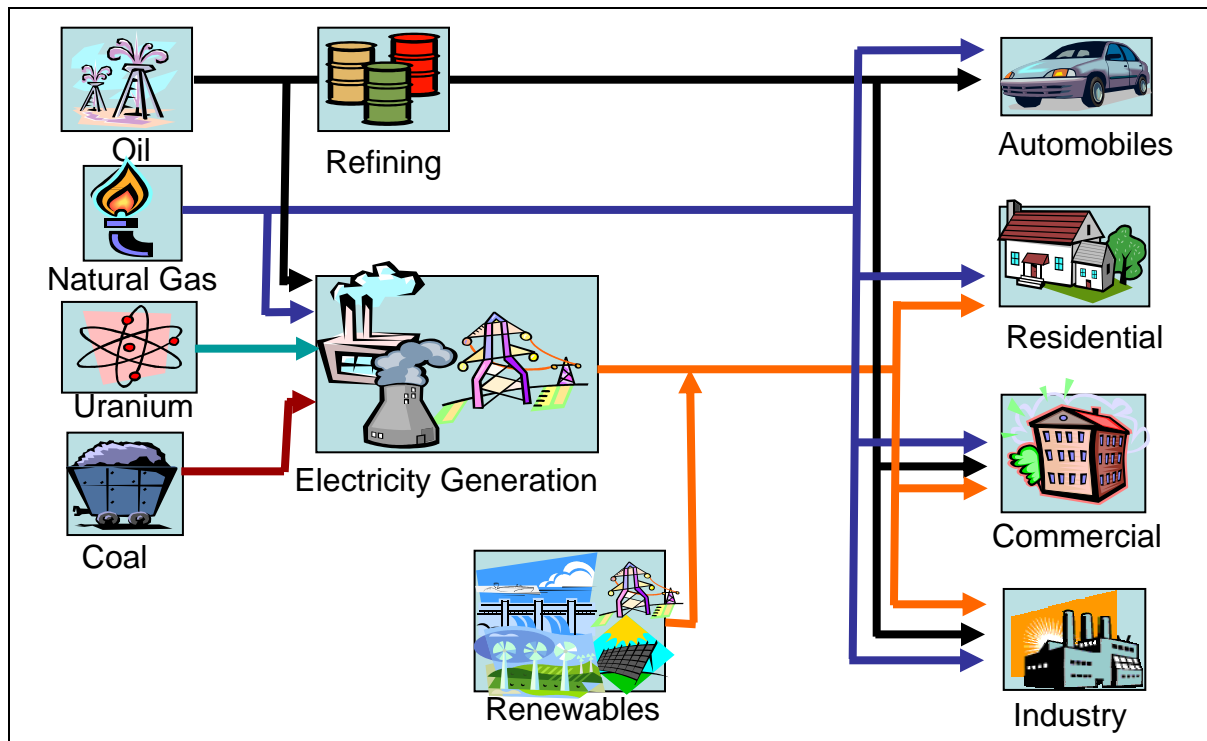 Oil
Refining
Automobiles
Natural Gas
Residential
Uranium
Electricity Generation
Coal
Commercial
Renewables
Industry